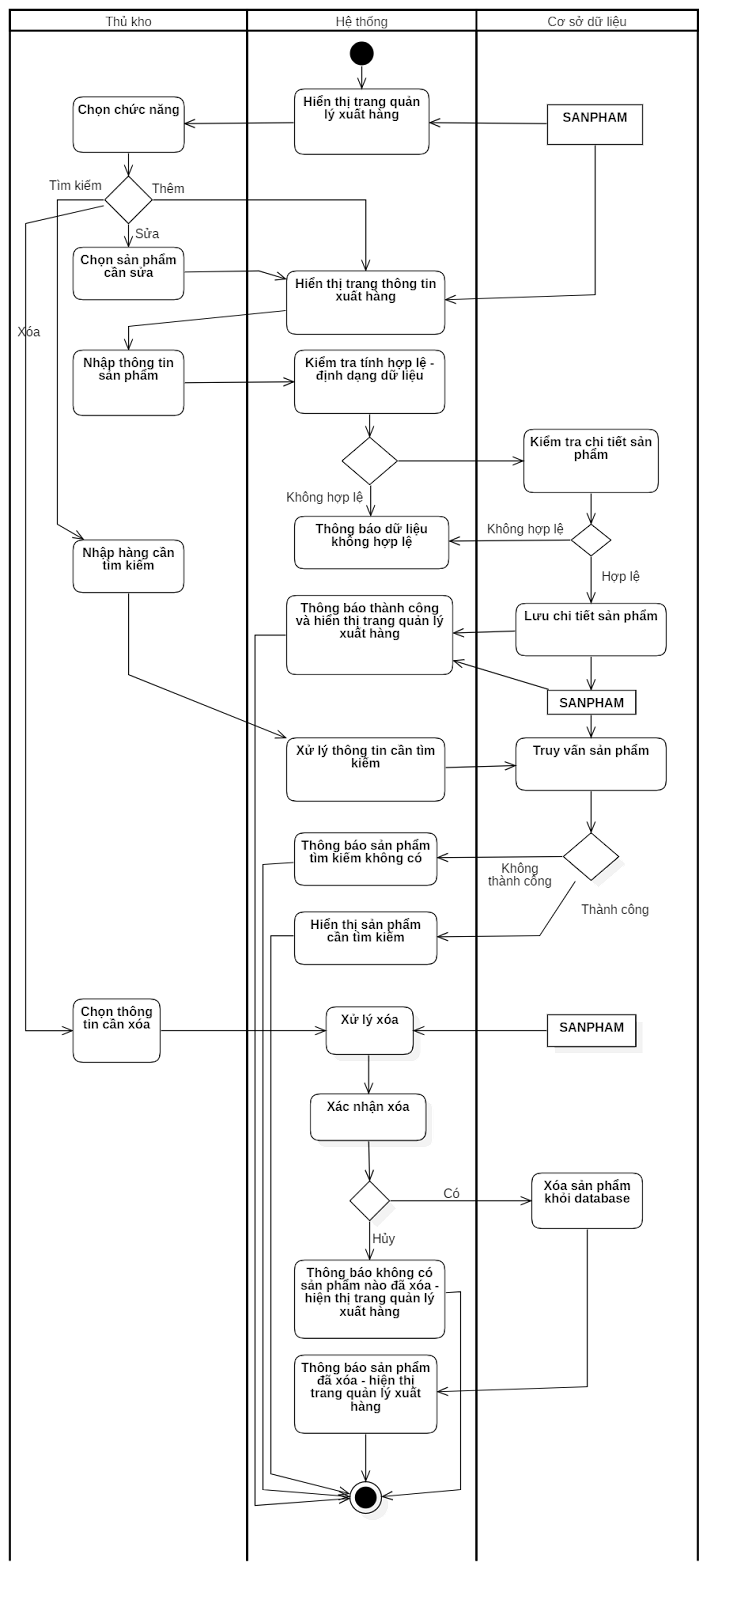 Thủ kho
Hệ thống
Cơ sở dữ liệu
Chọn chức năng
Hiển thị trang quản
lý xuất hàng
SANPHAM
Tìm kiếm
Thêm
Sửa
Chọn sản phẩm
cần sửa
Hiển thị trang thông tin
xuất hàng
Xóa
Nhập thông tin
sản phẩm
Kiểm tra tính hợp lệ -
định dạng dữ liệu
Kiểm tra chi tiết sản
phẩm
Không hợp lệ
Thông báo dữ liệu
không hợp lệ
Không hợp lệ
Nhập hàng cần
tìm kiếm
Hợp lệ
Thông báo thành công
và hiển thị trang quản lý
xuất hàng
Lưu chi tiết sản phẩm
SANPHAM
Xử lý thông tin cần tìm
kiếm
Truy vấn sản phẩm
Thông báo sản phẩm
tìm kiếm không có
Không
thành công
Thành công
Hiển thị sản phẩm
cần tìm kiếm
Chọn thông
tin cần xóa
Xử lý xóa
SANPHAM
Xác nhận xóa
Có
Xóa sản phẩm
khỏi database
Hủy
Thông báo không có
sản phẩm nào đã xóa -
hiện thị trang quản lý
xuất hàng
Thông báo sản phẩm
đã xóa - hiện thị
trang quản lý xuất
hàng